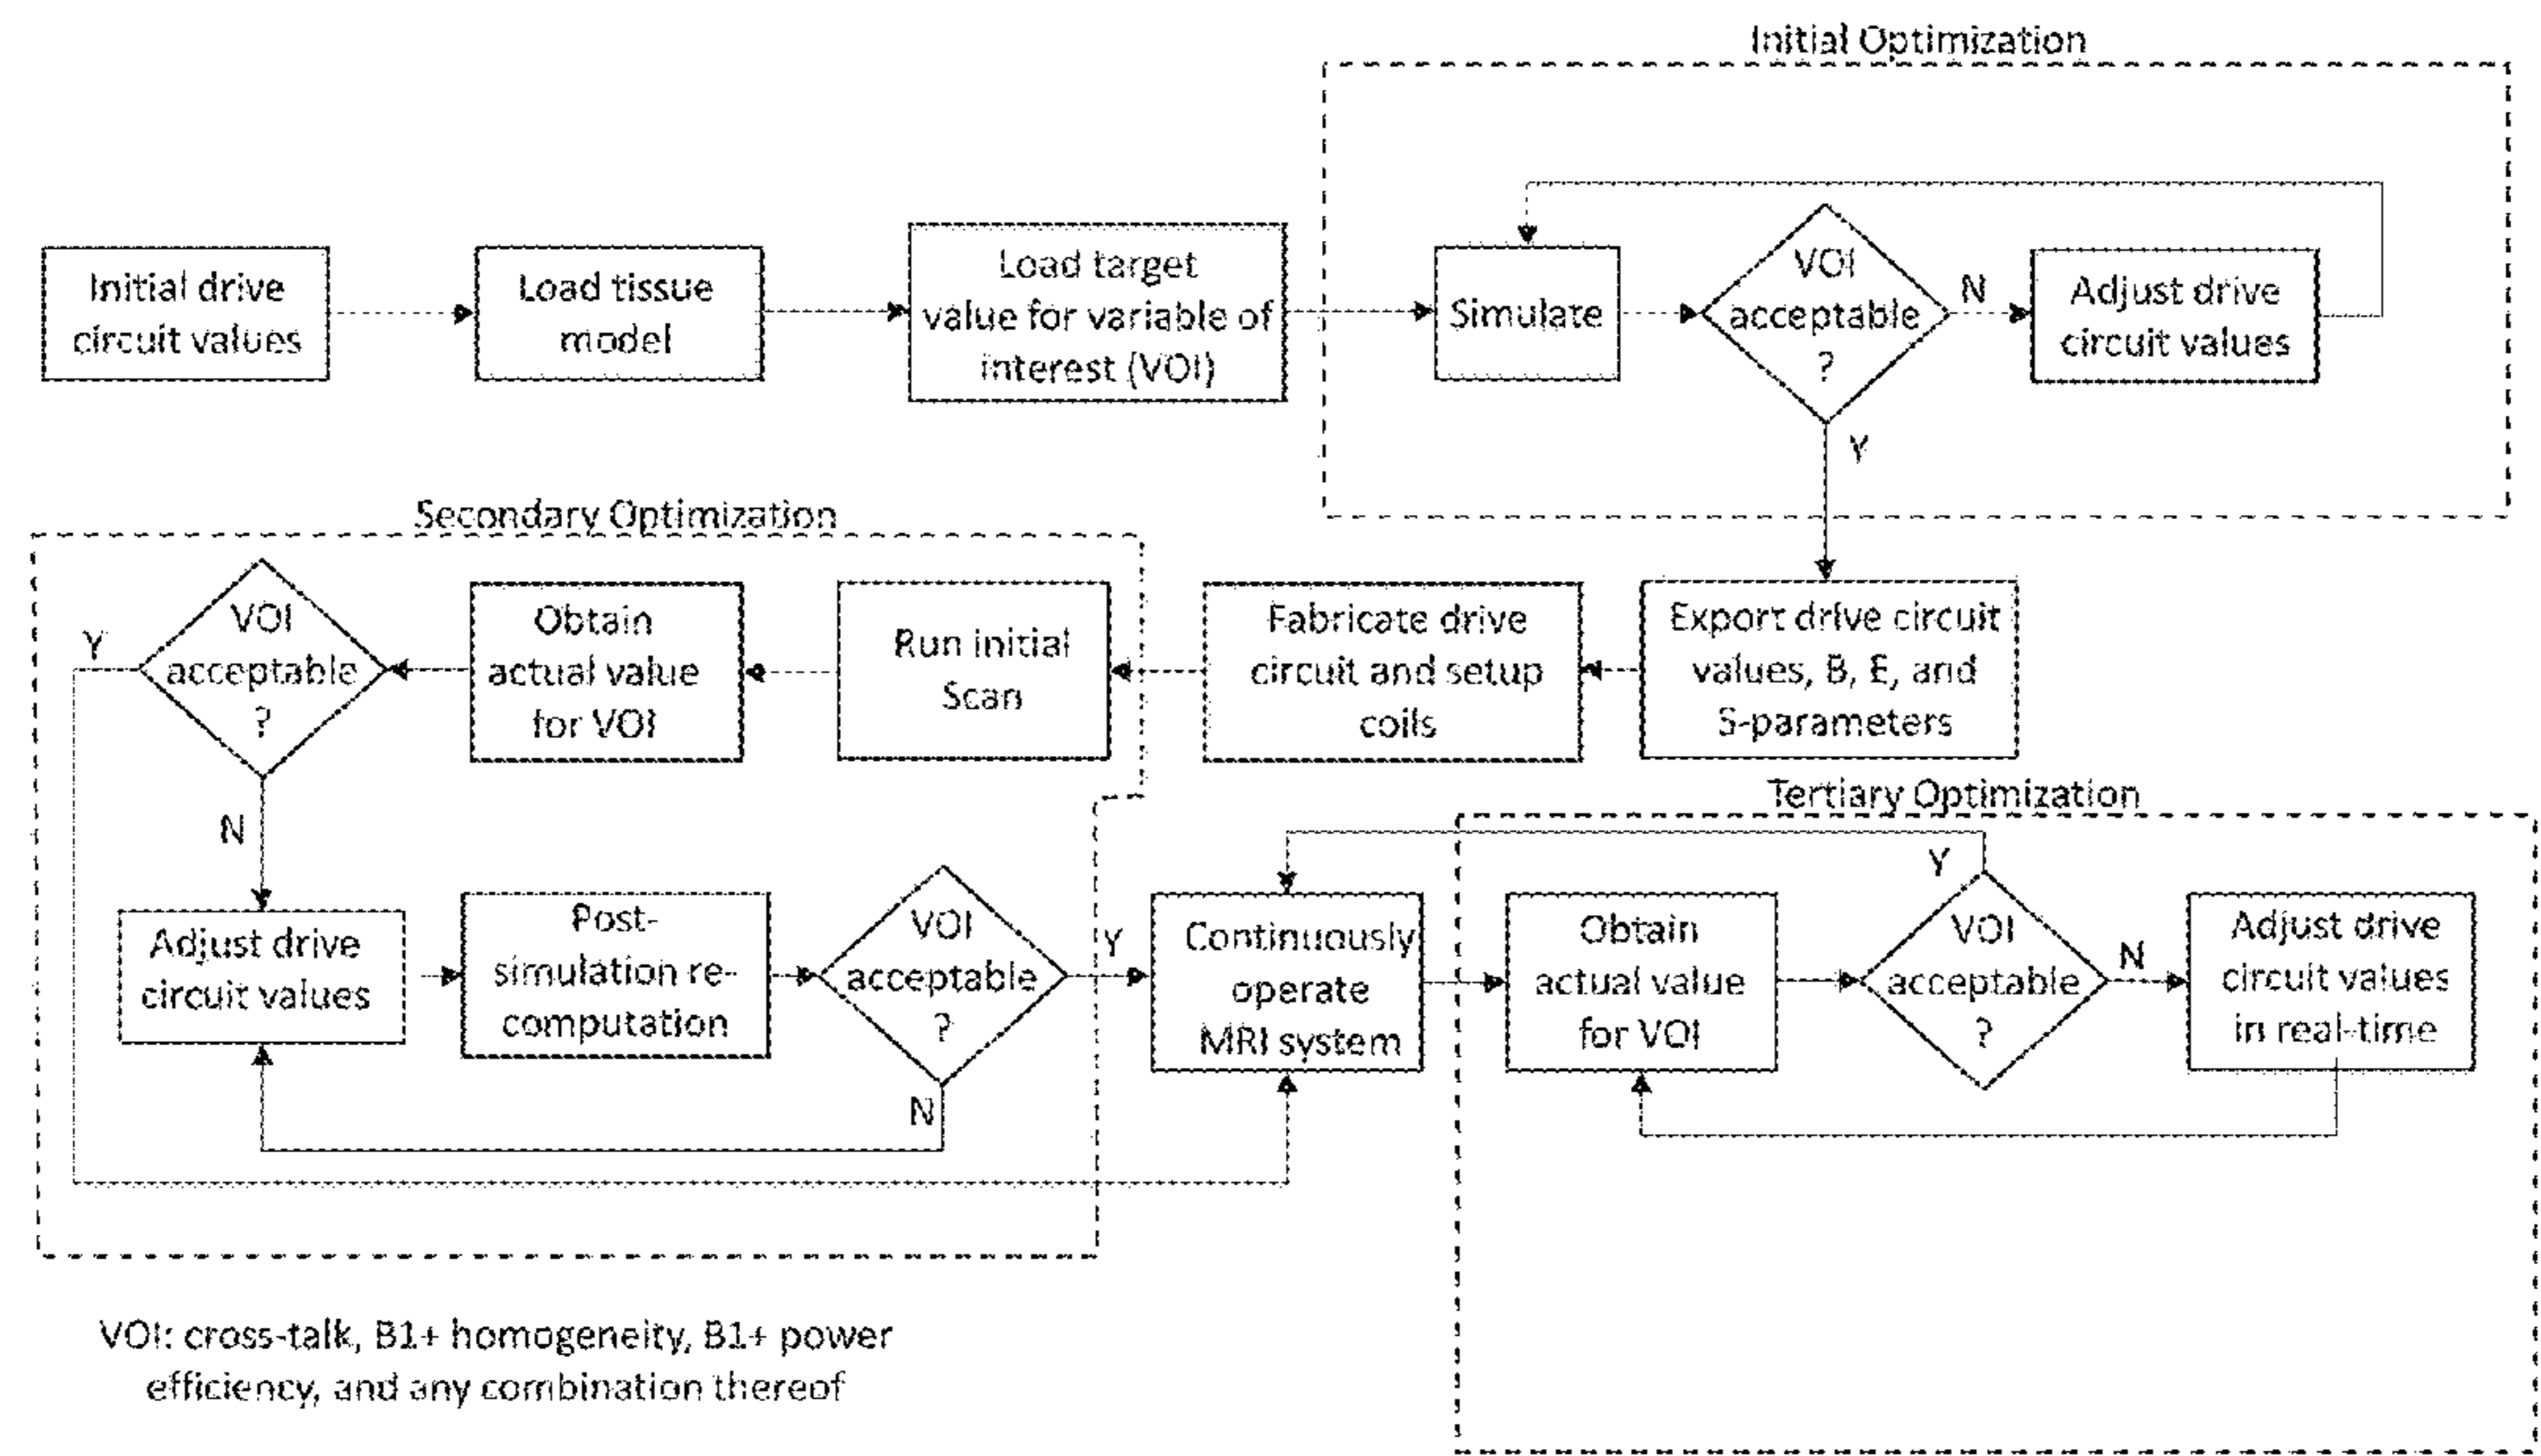 Initial Optimization
Initial drive
circuit values
Load tissue
model
Load target
value for variable of
interest (VOI)
Simulate
VOI
acceptable
?
N
Adjust drive
circuit values
Y
Secondary Optimization
Y
VOI
acceptable
?
Obtain
actual value
for VOI
Run initial
Scan
Fabricate drive
circuit and setup
coils
Export drive circuit
values, B, E, and
S-parameters
N
Tertiary Optimization
Adjust drive
circuit values
Post-
simulation re-
computation
VOI
acceptable
?
Y
N
Continuously
operate
MRI system
Obtain
actual value
for VOI
Y
VOI
acceptable
?
N
Adjust drive
circuit values
in real-time
VOI: cross-talk, B1+ homogeneity, B1+ power
efficiency, and any combination thereof